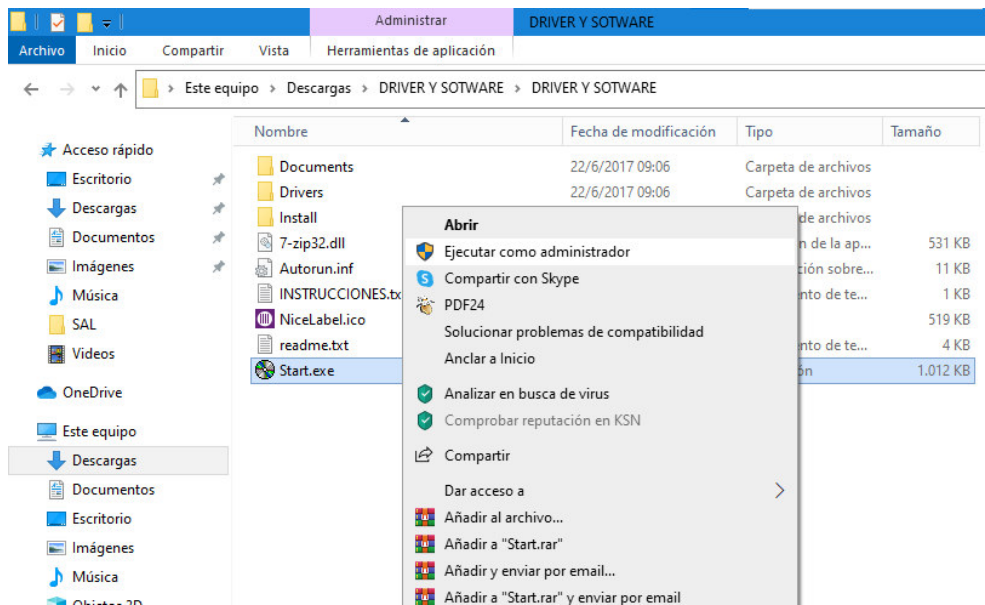 Administrar
DRIVER Y SOTWARE
Archivo Inicio Compartir Vista Herramientas de aplicación
Este equipo > Descargas > DRIVER Y SOTWARE > DRIVER Y SOTWARE
Nombre Fecha de modificación Tipo Tamaño
Acceso rápido
Escritorio
Descargas
Documentos
Imágenes
Música
SAL
Videos
OneDrive
Este equipo
Descargas
Documentos
Escritorio
Imágenes
Música
Documents 22/6/2017 09:06 Carpeta de archivos
Drivers 22/6/2017 09:06 Carpeta de archivos
Install de archivos
7-zip32.dll n de la ap... 531 KB
Autorun.inf ción sobre... 11 KB
INSTRUCCIONES.tx ento de te... 1 KB
NiceLabel.ico 519 KB
readme.txt nto de te... 4 KB
Start.exe ón 1.012 KB
Abrir
Ejecutar como administrador
Compartir con Skype
PDF24
Solucionar problemas de compatibilidad
Anclar a Inicio
Analizar en busca de virus
Comprobar reputación en KSN
Compartir
Dar acceso a
Añadir al archivo...
Añadir a "Start.rar"
Añadir y enviar por email...
Añadir a "Start.rar" y enviar por email